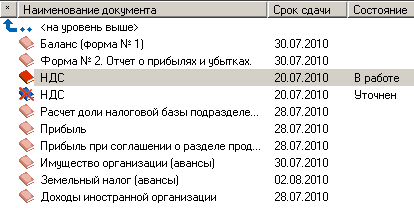 * Наименование документа Срок сдачи Состояние
<на уровень выше>
Баланс (форма № 1) 30.07.2010
Форма № 2. Отчет о прибылях и убытках. 30.07.2010
НДС 20.07.2010 В работе
НДС 20.07.2010 Уточнен
Расчет доли налоговой базы подразделе... 28.07.2010
Прибыль 28.07.2010
Прибыль при соглашении о разделе прод... 28.07.2010
Имущество организации (авансы) 30.07.2010
Земельный налог (авансы) 02.08.2010
Доходы иностранной организации 28.07.2010